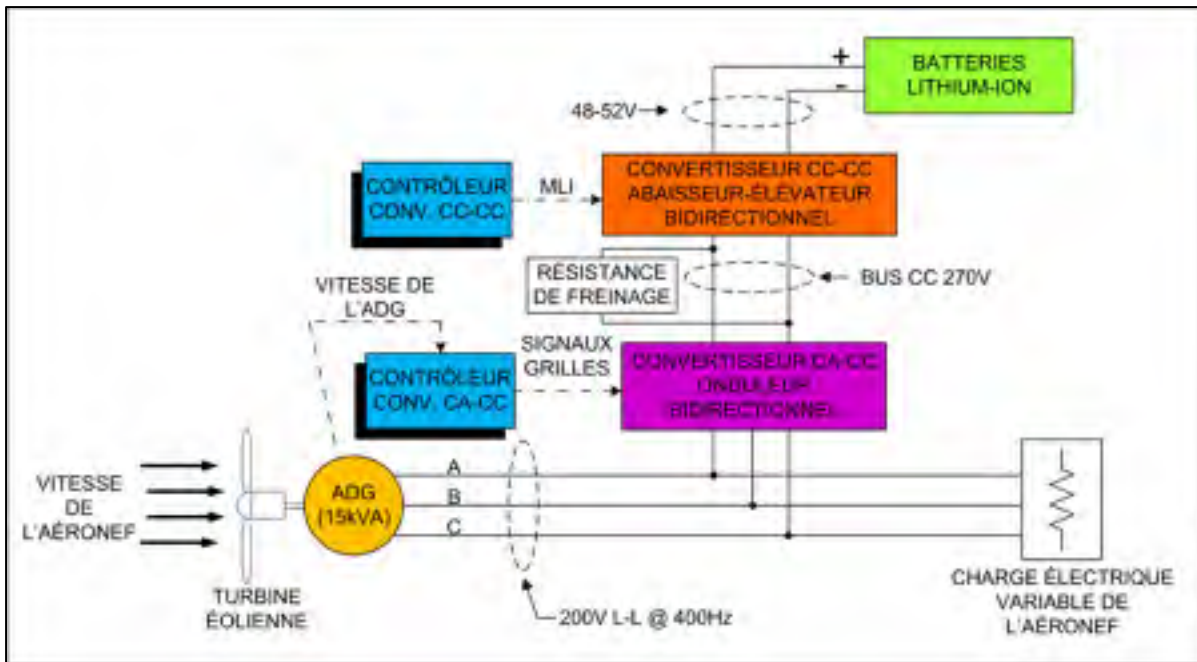 BATTERIES
LITHIUM-ION
+
-
48-52V
CONTRÔLEUR
CONV. CC-CC
MLI
CONVERTISSEUR CC-CC
ABAISSEUR-ÉLÉVATEUR
BIDIRECTIONNEL
RÉSISTANCE
DE FREINAGE
BUS CC 270V
VITESSE DE
L'ADG
SIGNAUX
GRILLES
CONTRÔLEUR
CONV. CA-CC
CONVERTISSEUR CA-CC
ONDULEUR
BIDIRECTIONNEL
VITESSE
DE
L'AÉRONEF
ADG
(15kVA)
A
B
C
TURBINE
ÉOLIENNE
200V L-L @ 400Hz
CHARGE ÉLECTRIQUE
VARIABLE DE
L'AÉRONEF